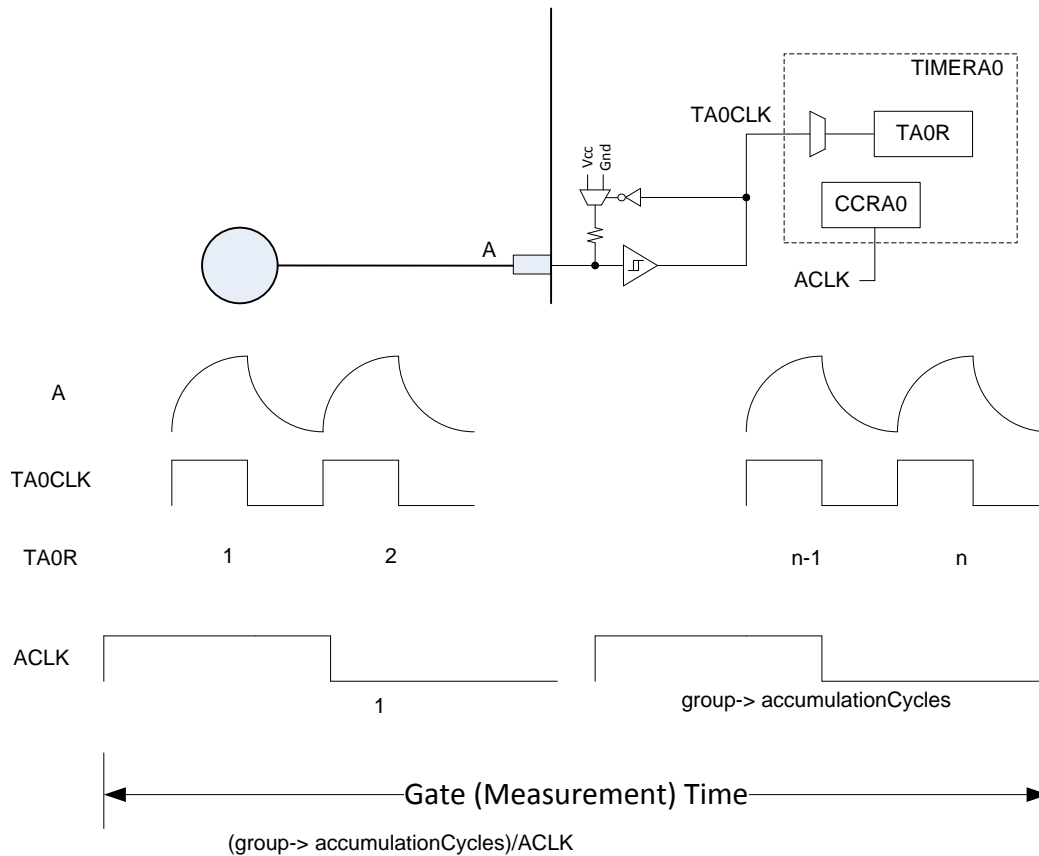 TIMERA0
TA0CLK
TA0R
Vcc
Gnd
CCRA0
A
ACLK
A
TA0CLK
TA0R
1
2
n-1
n
ACLK
1
group-> accumulationCycles
Gate (Measurement) Time
(group-> accumulationCycles)/ACLK